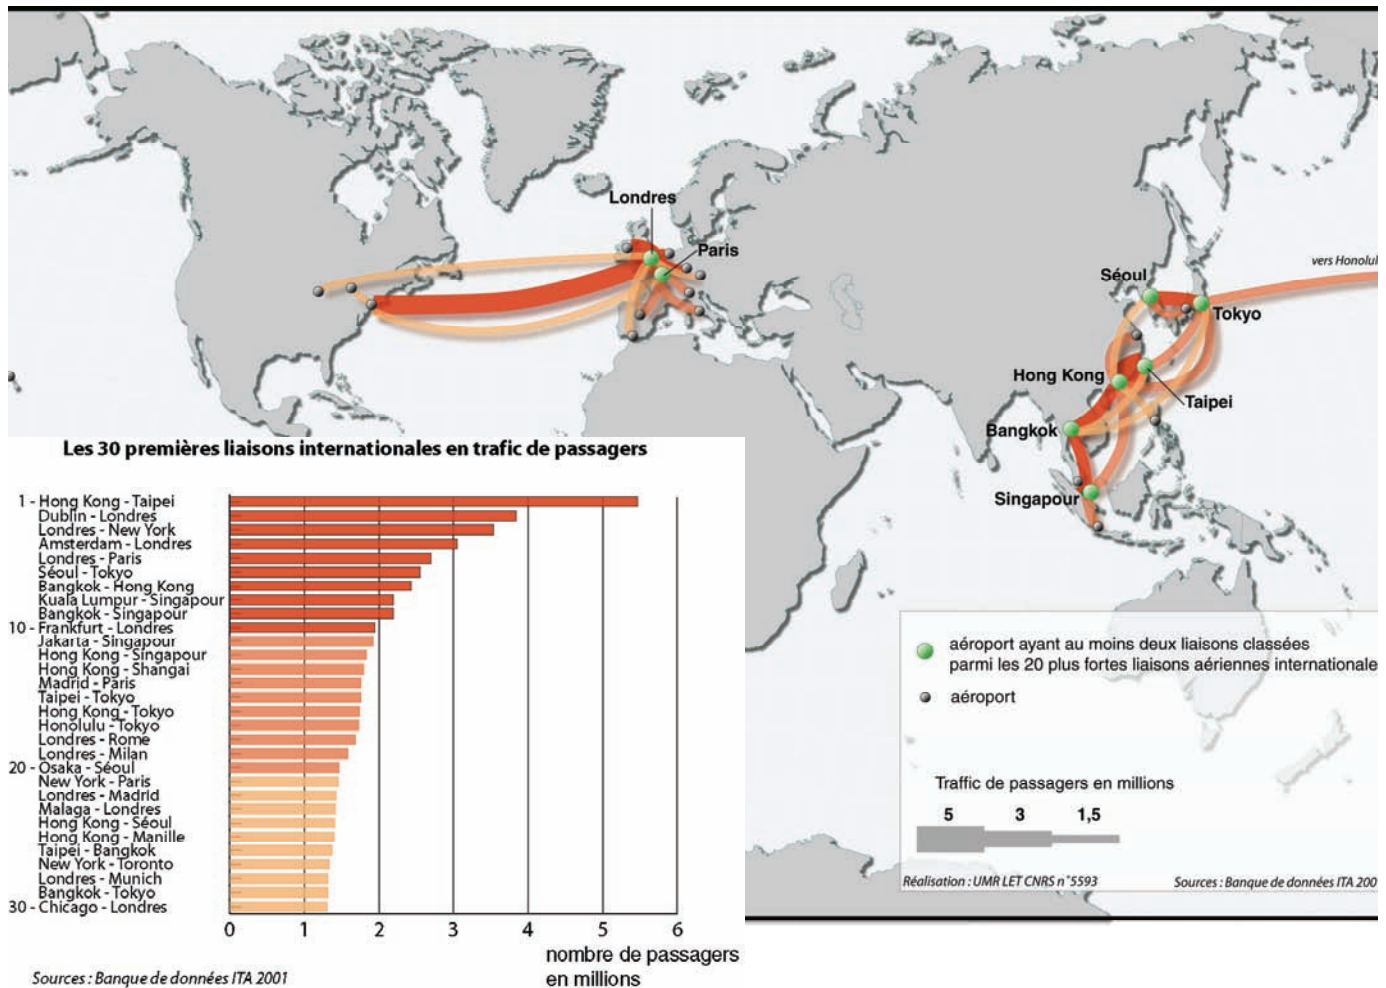 Londres
Paris
vers Honolul
Séoul
Tokyo
Hong Kong
Taipei
Bangkok
Singapour
Les 30 premières liaisons internationales en trafic de passagers
1 - Hong Kong - Taipei
Dublin - Londres
Londres - New York
Amsterdam - Londres
Londres - Paris
Séoul - Tokyo
Bangkok - Hong Kong
Kuala Lumpur - Singapour
Bangkok - Singapour
10 - Frankfurt - Londres
Jakarta - Singapour
Hong Kong - Singapour
Hong Kong - Shangai
Madrid - Paris
Taipei - Tokyo
Hong Kong - Tokyo
Honolulu - Tokyo
Londres - Rome
Londres - Milan
20 - Osaka - Séoul
New York - Paris
Londres - Madrid
Malaga - Londres
Hong Kong - Séoul
Hong Kong - Manille
Taipei - Bangkok
New York - Toronto
Londres - Munich
Bangkok - Tokyo
30 - Chicago - Londres
0 1 2 3 4 5 6
nombre de passagers
en millions
Sources : Banque de données ITA 2001
aéroport ayant au moins deux liaisons classées
parmi les 20 plus fortes liaisons aériennes internationale
aéroport
Traffic de passagers en millions
5 3 1,5
Réalisation : UMR LET CNRS n°5593
Sources : Banque de données ITA 200